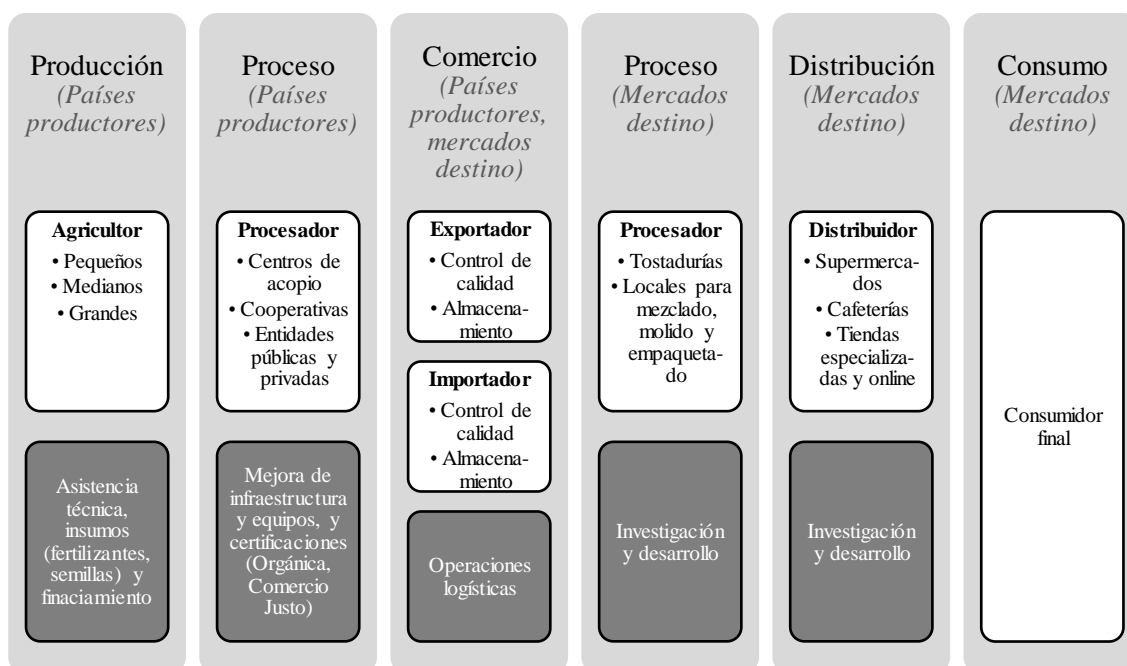 Producción
(Países
productores)
Agricultor
• Pequeños
• Medianos
• Grandes
Asistencia
técnica,
insumos
(fertilizantes,
semillas) y
finaciamiento
Proceso
(Países
productores)
Procesador
• Centros de
acopio
• Cooperativas
• Entidades
públicas y
privadas
Mejora de
infraestructura
y equipos, y
certificaciones
(Orgánica,
Comercio
Justo)
Comercio
(Países
productores,
mercados
destino)
Exportador
• Control de
calidad
• Almacena-
miento
Importador
• Control de
calidad
• Almacena-
miento
Operaciones
logísticas
Proceso
(Mercados
destino)
Procesador
• Tostadurías
• Locales para
mezclado,
molido y
empaqueta-
do
Investigación
y desarrollo
Distribución
(Mercados
destino)
Distribuidor
• Supermerca-
dos
• Cafeterías
• Tiendas
especializa-
das y online
Investigación
y desarrollo
Consumo
(Mercados
destino)
Consumidor
final